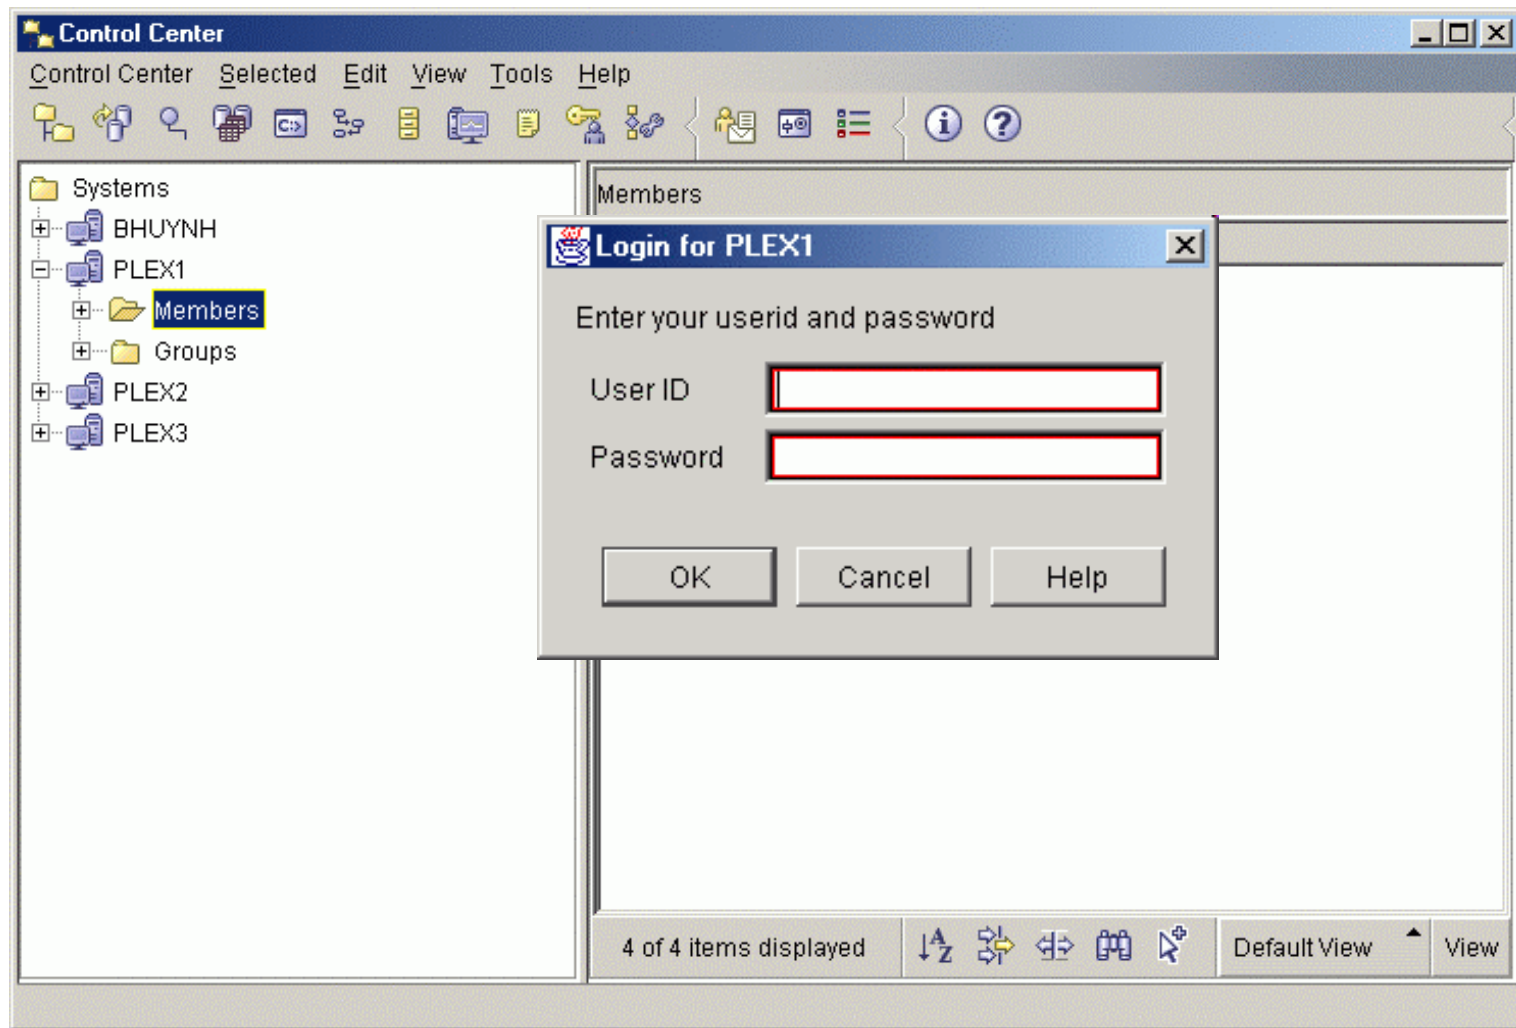 Control Center
Control Center Selected Edit View Tools Help
Systems
BHUYNH
PLEX1
Members
Groups
PLEX2
PLEX3
Members
Login for PLEX1
Enter your userid and password
User ID
Password
OK Cancel Help
4 of 4 items displayed Default View View